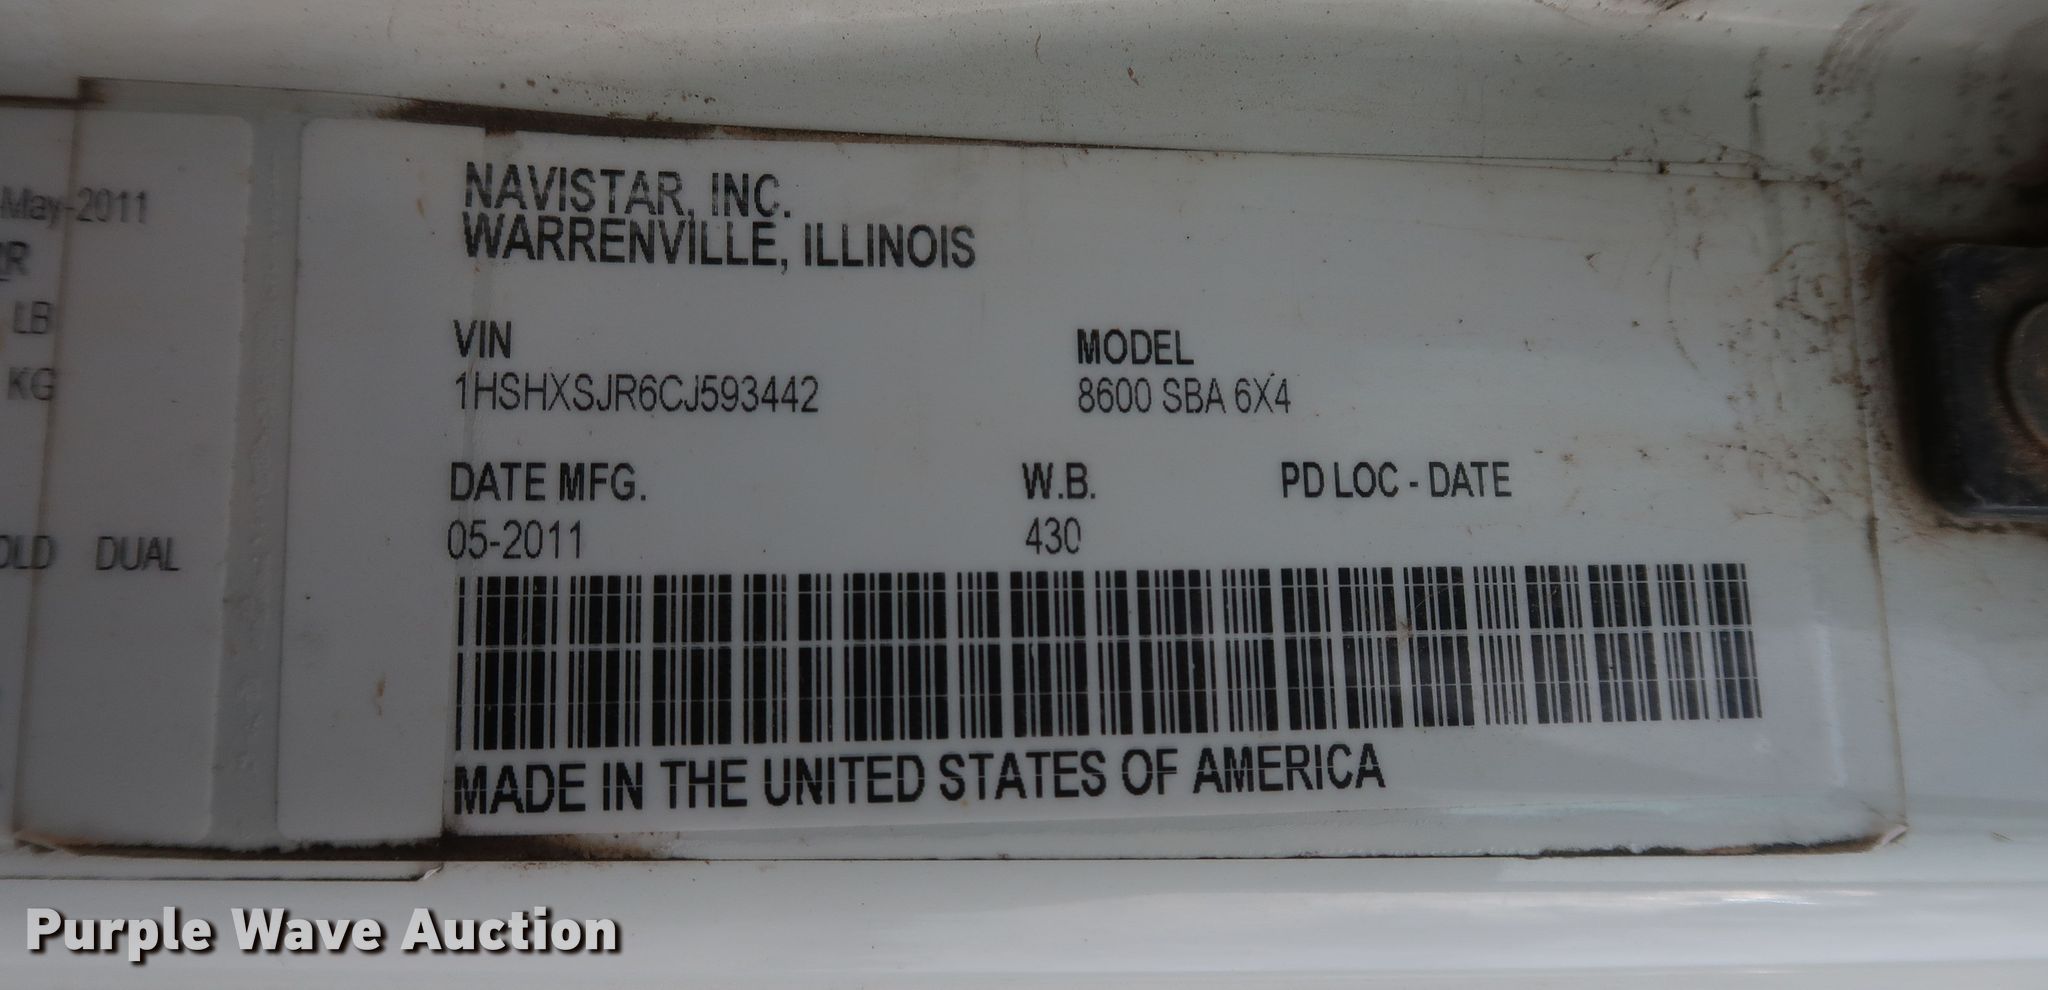 May-2011
LB
KG
DUAL
NAVISTAR, INC.
WARRENVILLE, ILLINOIS
VIN MODEL
1HSHXSJR6CJ593442 8600 SBA 6X4
DATE MFG. W.B. PD LOC - DATE
05-2011 430
MADE IN THE UNITED STATES OF AMERICA
Purple Wave Auction